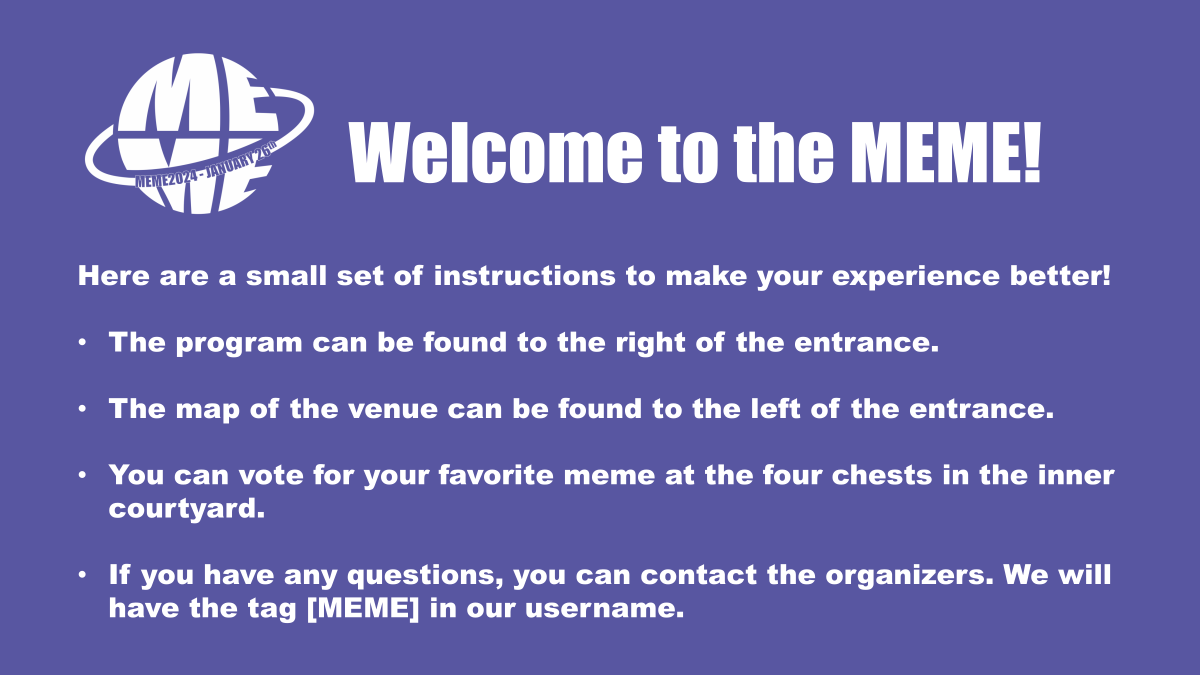 ME
ME
MEME2024 - JANUARY 26th
Welcome to the MEME!
Here are a small set of instructions to make your experience better!
• The program can be found to the right of the entrance.
• The map of the venue can be found to the left of the entrance.
• You can vote for your favorite meme at the four chests in the inner
courtyard.
• If you have any questions, you can contact the organizers. We will
have the tag [MEME] in our username.